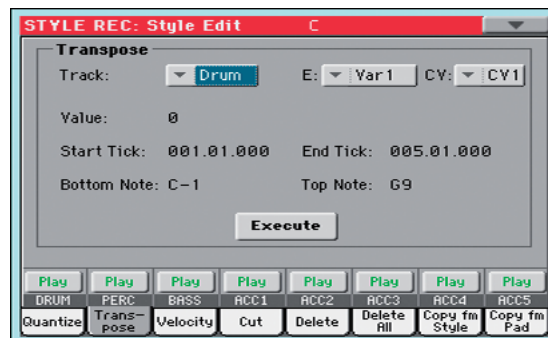 STYLE REC: Style Edit C
Transpose
Track: Drum E: Var1 CV: CV1
Value: 0
Start Tick: 001.01.000 End Tick: 005.01.000
Bottom Note: C-1 Top Note: G9
Execute
Play Play Play Play Play Play Play Play
DRUM PERC BASS ACC1 ACC2 ACC3 ACC4 ACC5
Quantize Trans- pose Velocity Cut Delete Delete All Copy fm Style Copy fm Pad